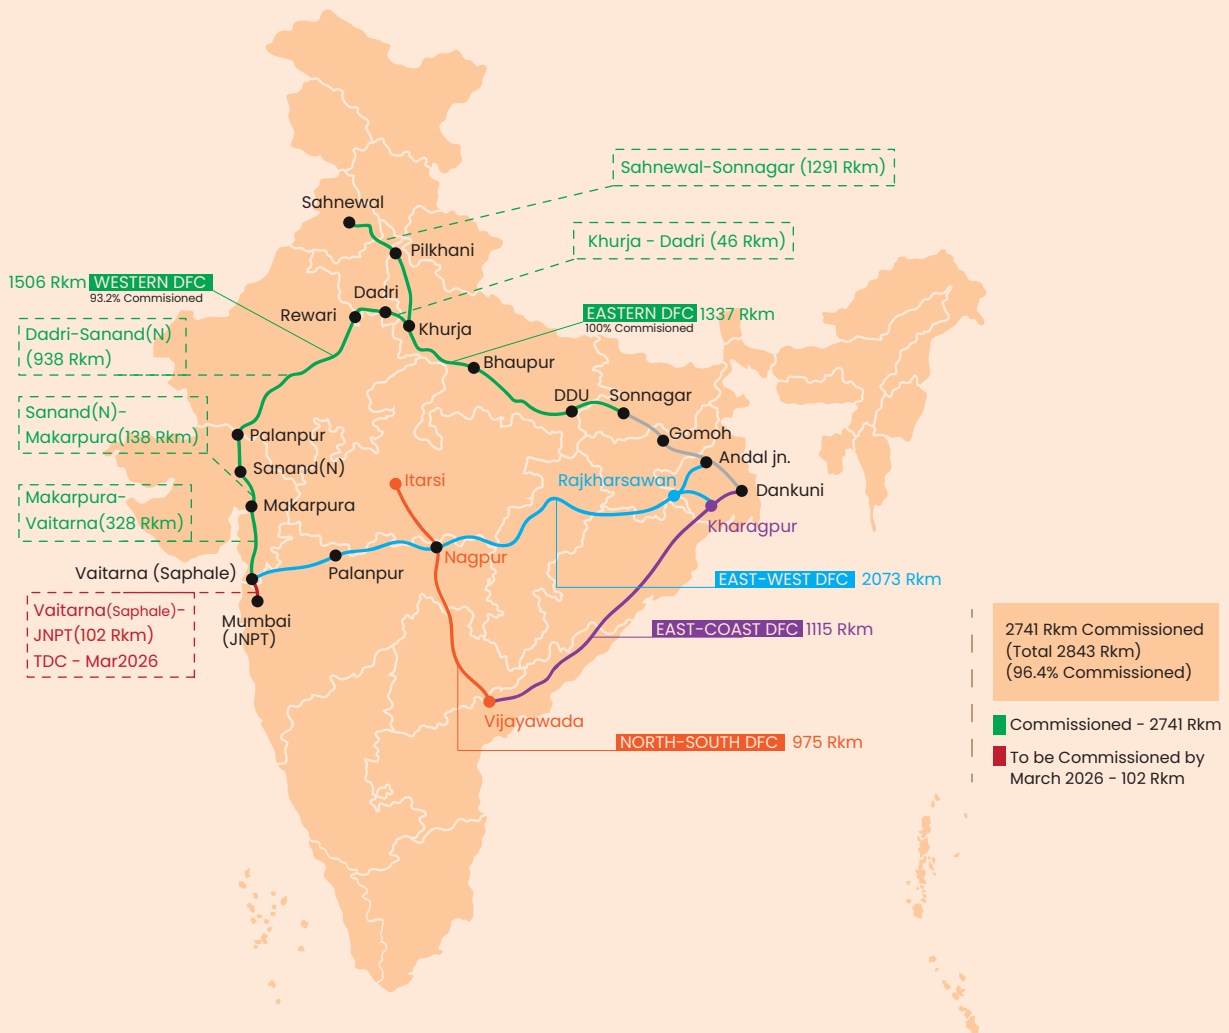 Sahnewal-Sonnagar (1291 Rkm)
Sahnewal
Khurja - Dadri (46 Rkm)
Pilkhani
1506 Rkm WESTERN DFC
93.2% Commisioned
Dadri
Rewari
EASTERN DFC 1337 Rkm
100% Commisioned
Khurja
Dadri-Sanand(N)
(938 Rkm)
Bhaupur
DDU
Sonnagar
Sanand(N)-
Makarpura(138 Rkm)
Palanpur
Gomoh
Andal jn.
Sanand(N)
Itarsi
Rajkharsawan
Dankuni
Makarpura-
Vaitarna(328 Rkm)
Makarpura
Kharagpur
Nagpur
Vaitarna (Saphale)
Palanpur
EAST-WEST DFC 2073 Rkm
Vaitarna(Saphale)-
JNPT(102 Rkm)
TDC - Mar2026
Mumbai
(JNPT)
EAST-COAST DFC 1115 Rkm
2741 Rkm Commissioned
(Total 2843 Rkm)
(96.4% Commissioned)
Vijayawada
Commissioned - 2741 Rkm
NORTH-SOUTH DFC 975 Rkm
To be Commissioned by
March 2026 - 102 Rkm